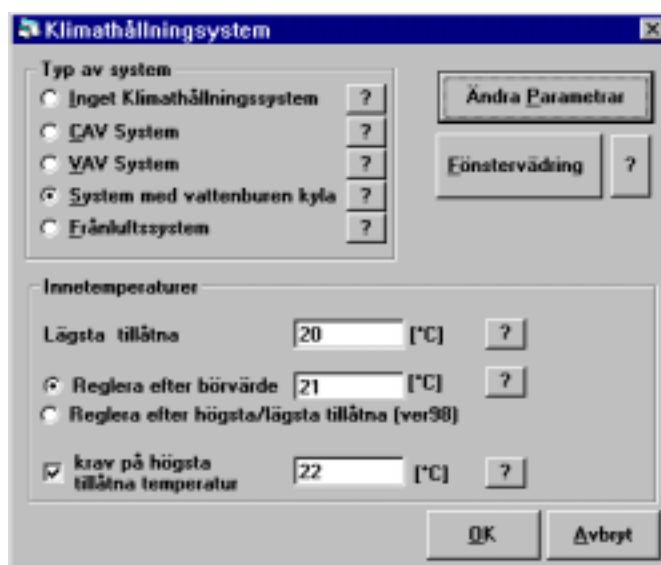 Klimathållningsystem
Typ av system
Inget Klimathållningssystem ?
CAV System ?
VAV System ?
System med vattenburen kyla ?
Frånluftssystem ?
Ändra Parametrar
Fönstervädring ?
Innetemperaturer
Lägsta tillåtna 20 [°C] ?
Reglera efter börvärde 21 [°C] ?
Reglera efter högsta/lägsta tillåtna (ver98)
krav på högsta
tillåtna temperatur 22 [°C] ?
OK Avbryt